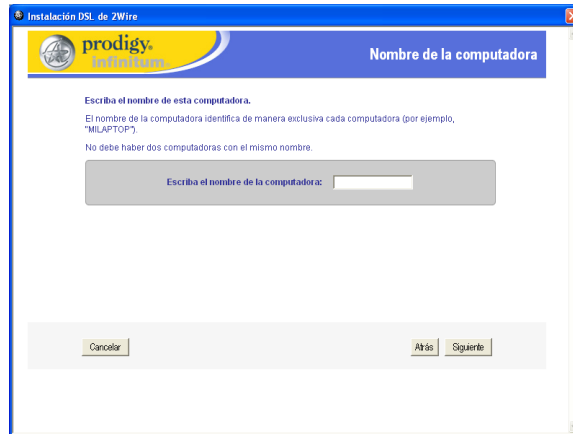 Instalación DSL de 2Wire
prodigy.
infinitum.
Nombre de la computadora
Escriba el nombre de esta computadora.
El nombre de la computadora identifica de manera exclusiva cada computadora (por ejemplo,
"MILAPTOP").
No debe haber dos computadoras con el mismo nombre.
Escriba el nombre de la computadora:
Cancelar
Atrás
Siguiente